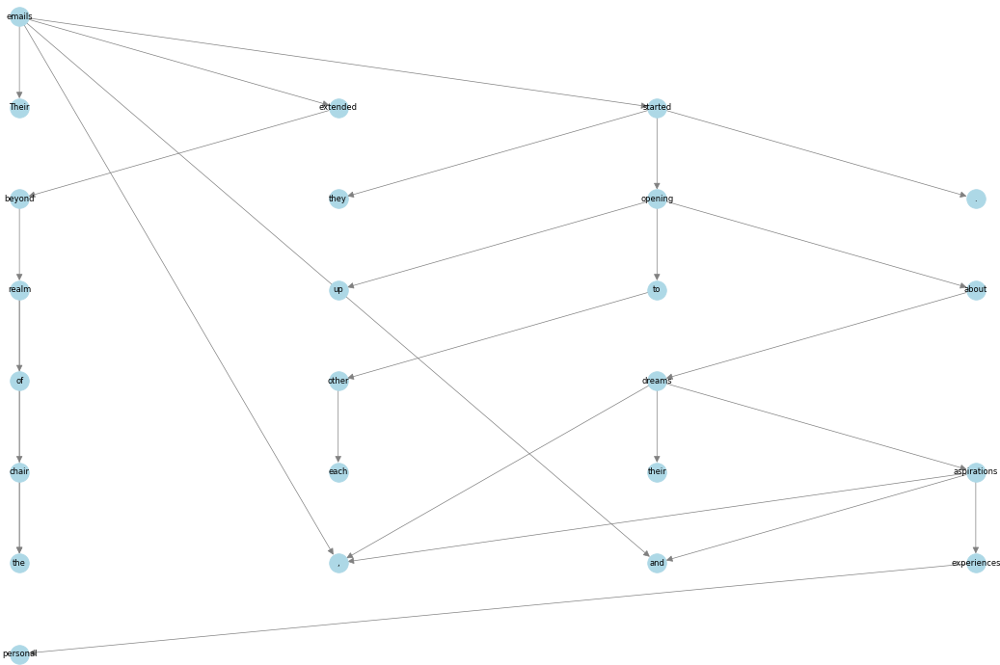 emails
Their extended started
beyond they opening .
realm up to about
of other dreams
chair each their aspirations
the , and experiences
personal